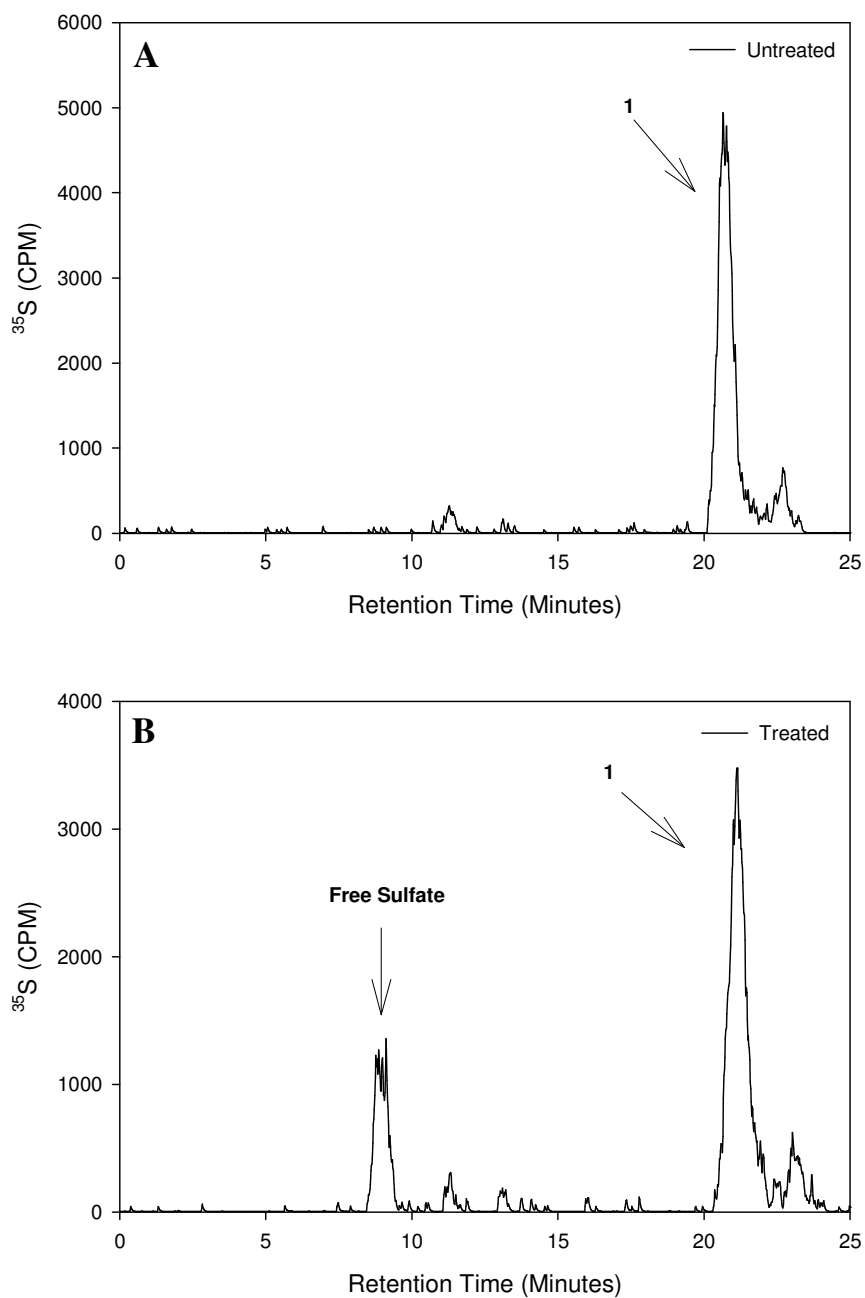 A
Untreated
1
6000
5000
4000
3000
2000
1000
0
³⁵S (CPM)
0 5 10 15 20 25
Retention Time (Minutes)
B
Treated
1
Free Sulfate
4000
3000
2000
1000
0
³⁵S (CPM)
0 5 10 15 20 25
Retention Time (Minutes)